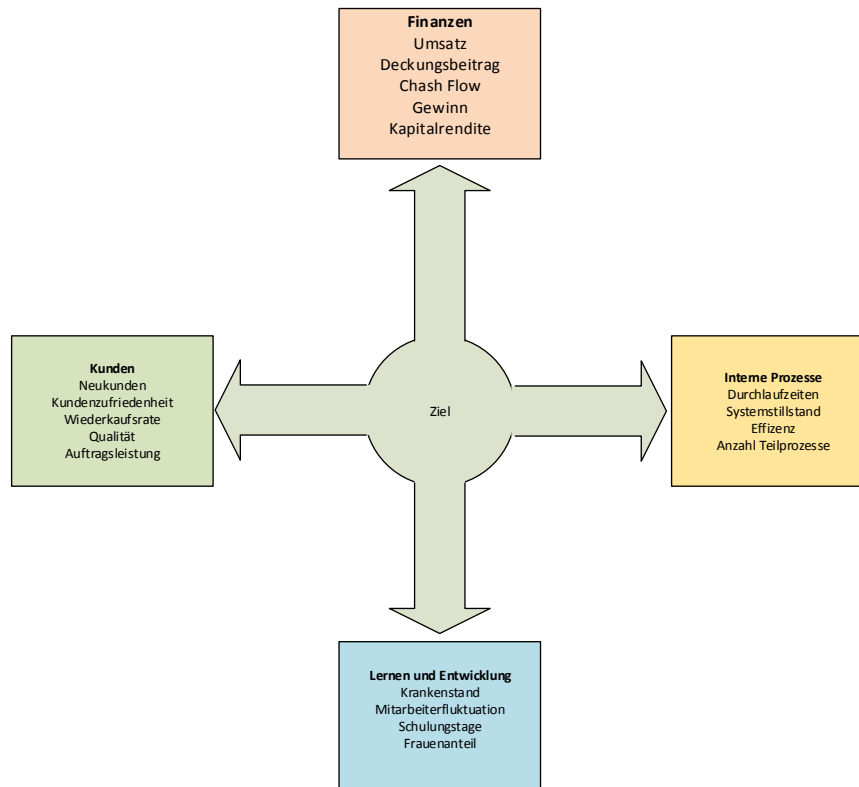 Finanzen
Umsatz
Deckungsbeitrag
Chash Flow
Gewinn
Kapitalrendite
Kunden
Neukunden
Kundenzufriedenheit
Wiederkaufsrate
Qualität
Auftragsleistung
Ziel
Interne Prozesse
Durchlaufzeiten
Systemstillstand
Effizenz
Anzahl Teilprozesse
Lernen und Entwicklung
Krankenstand
Mitarbeiterfluktuation
Schulungstage
Frauenanteil